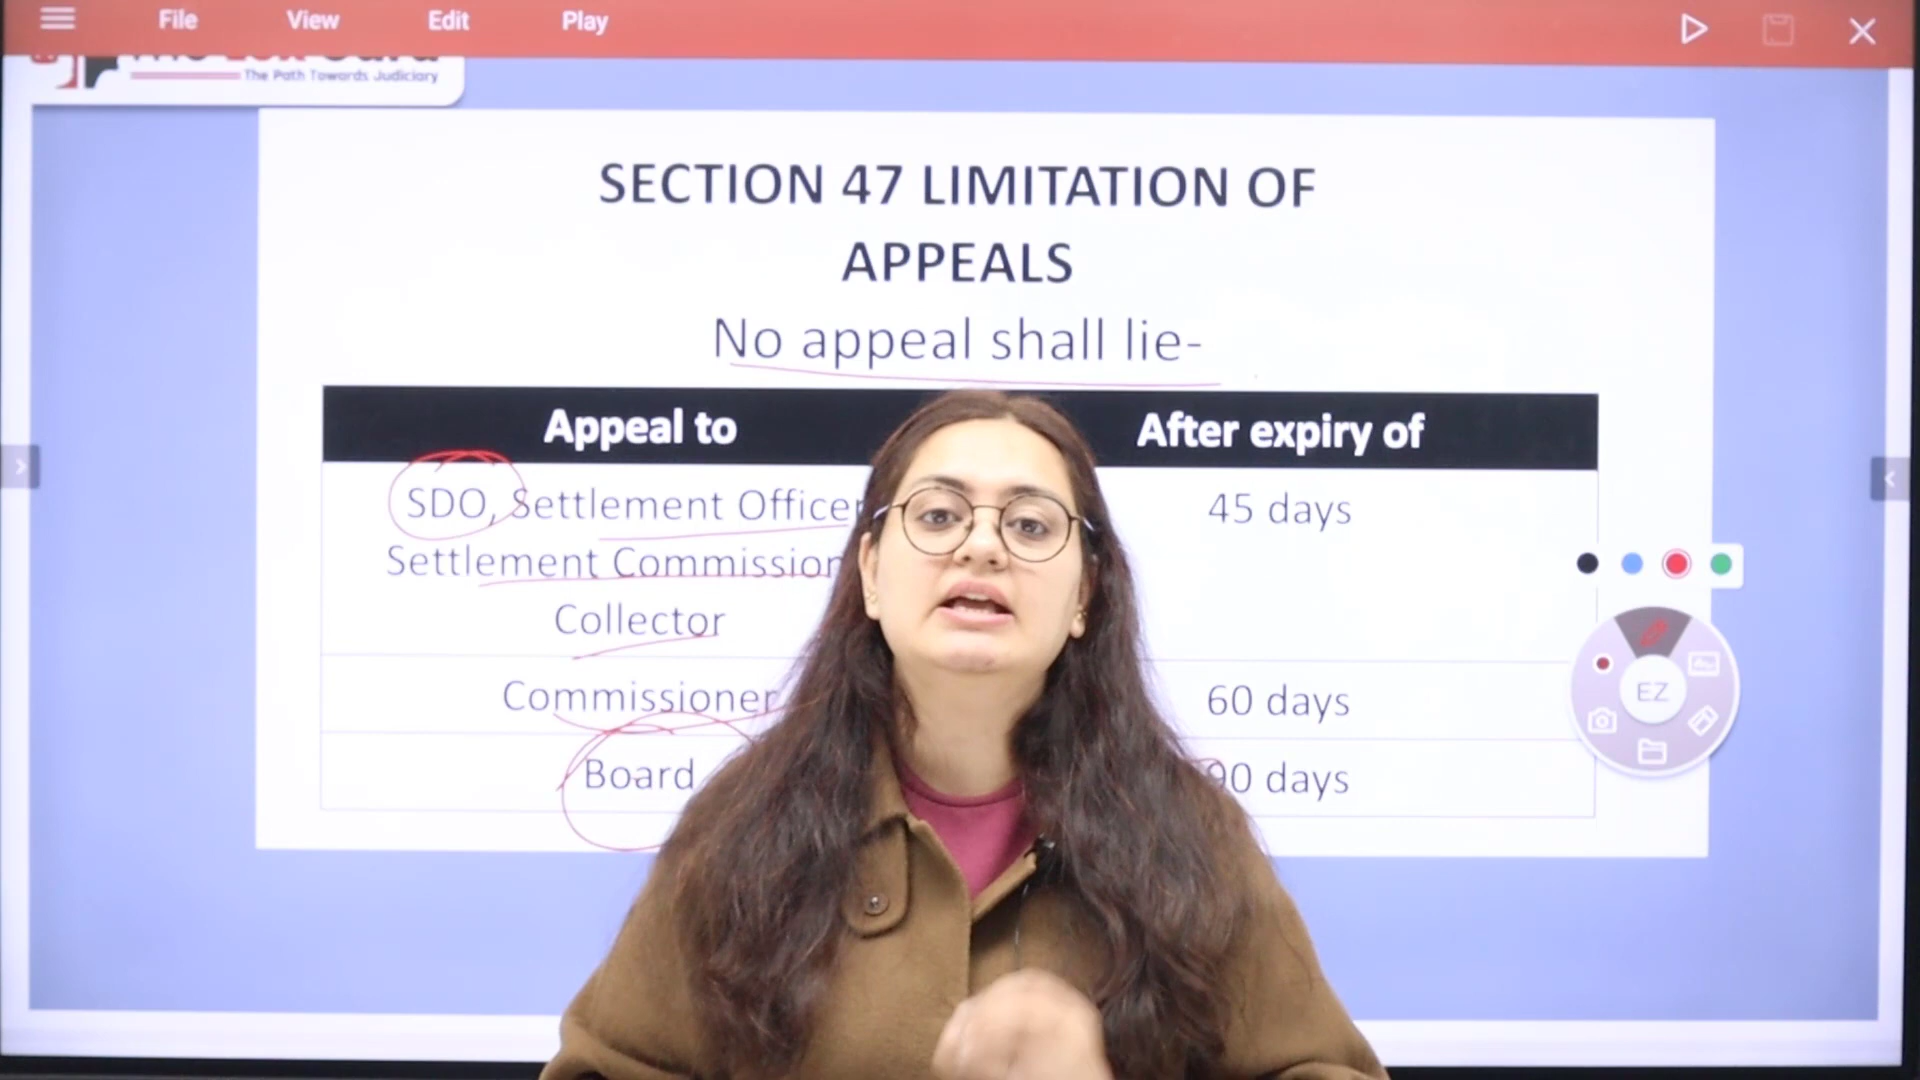 File View Edit Play
The Path Towards Judiciary
SECTION 47 LIMITATION OF
APPEALS
No appeal shall lie-
Appeal to After expiry of
SDO, Settlement Officer 45 days
Settlement Commission
Collector
Commissioner 60 days
Board 90 days
EZ